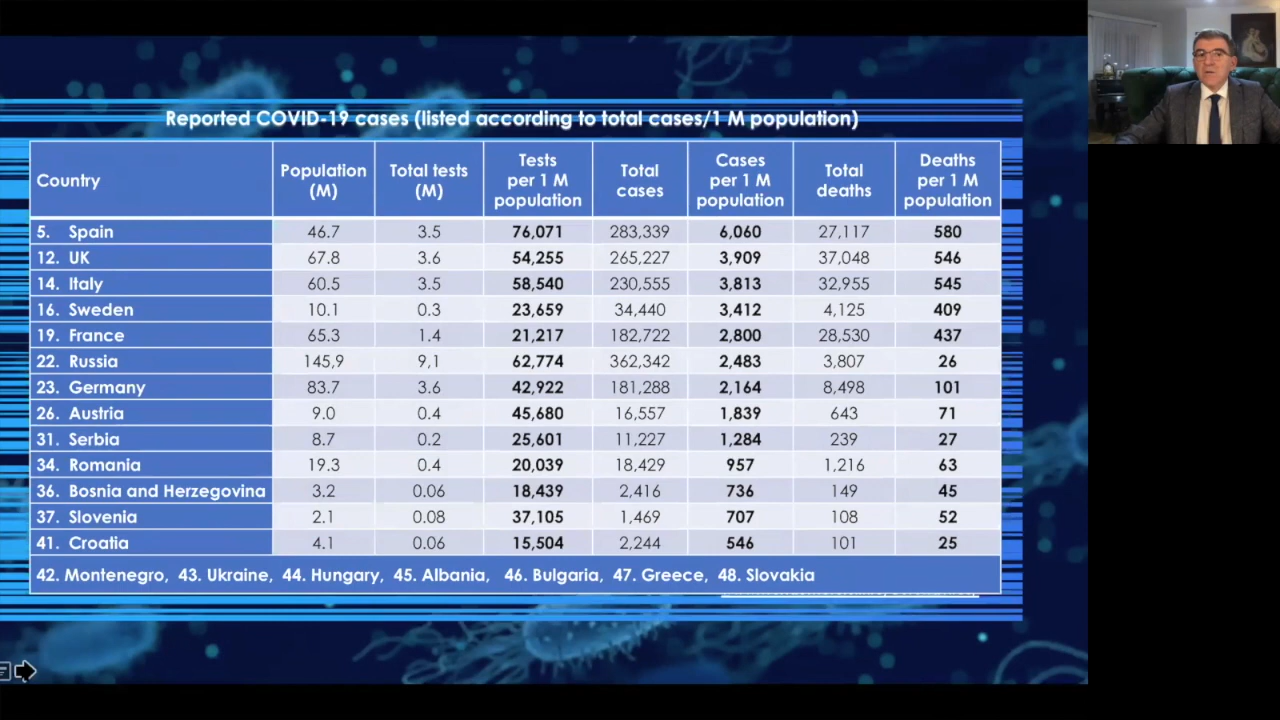 Reported COVID-19 cases (listed according to total cases/1 M population)
Country Population (M) Total tests (M) Tests per 1 M population Total cases Cases per 1 M population Total deaths Deaths per 1 M population
5. Spain 46.7 3.5 76,071 283,339 6,060 27,117 580
12. UK 67.8 3.6 54,255 265,227 3,909 37,048 546
14. Italy 60.5 3.5 58,540 230,555 3,813 32,955 545
16. Sweden 10.1 0.3 23,659 34,440 3,412 4,125 409
19. France 65.3 1.4 21,217 182,722 2,800 28,530 437
22. Russia 145,9 9,1 62,774 362,342 2,483 3,807 26
23. Germany 83.7 3.6 42,922 181,288 2,164 8,498 101
26. Austria 9.0 0.4 45,680 16,557 1,839 643 71
31. Serbia 8.7 0.2 25,601 11,227 1,284 239 27
34. Romania 19.3 0.4 20,039 18,429 957 1,216 63
36. Bosnia and Herzegovina 3.2 0.06 18,439 2,416 736 149 45
37. Slovenia 2.1 0.08 37,105 1,469 707 108 52
41. Croatia 4.1 0.06 15,504 2,244 546 101 25
42. Montenegro, 43. Ukraine, 44. Hungary, 45. Albania, 46. Bulgaria, 47. Greece, 48. Slovakia